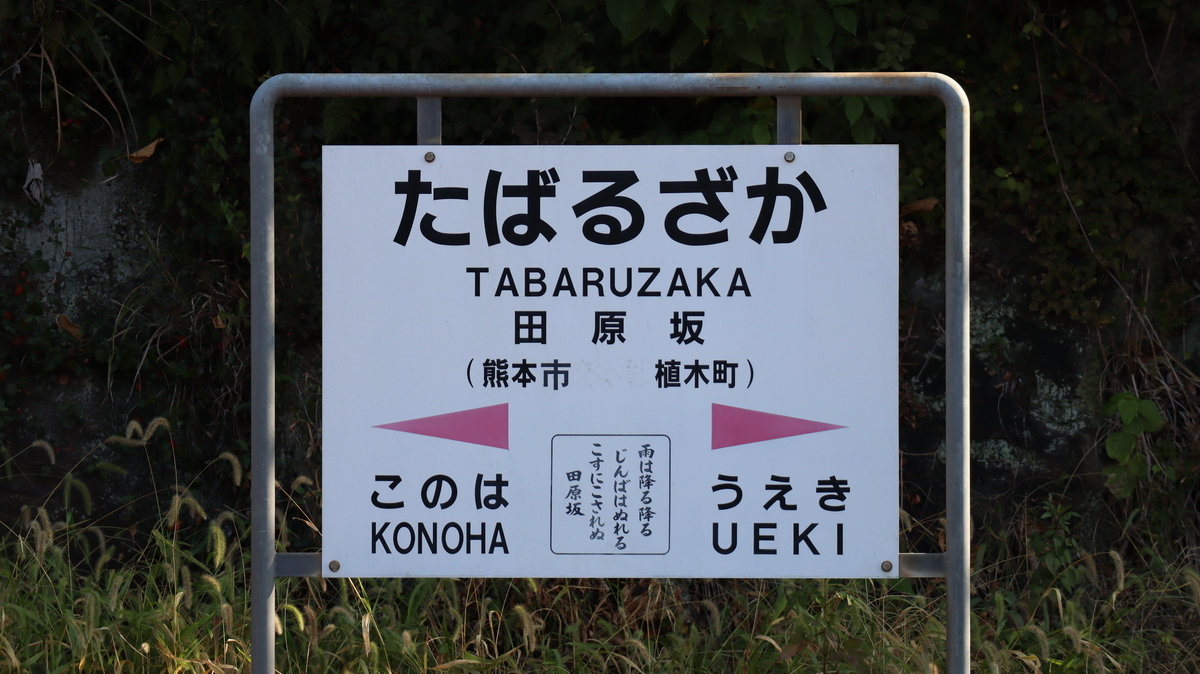 たばるざか
TABARUZAKA
田原坂
(熊本市 植木町)
このは
KONOHA
雨は降る降る
じんばはぬれる
こすにこされぬ
田原坂
うえき
UEKI